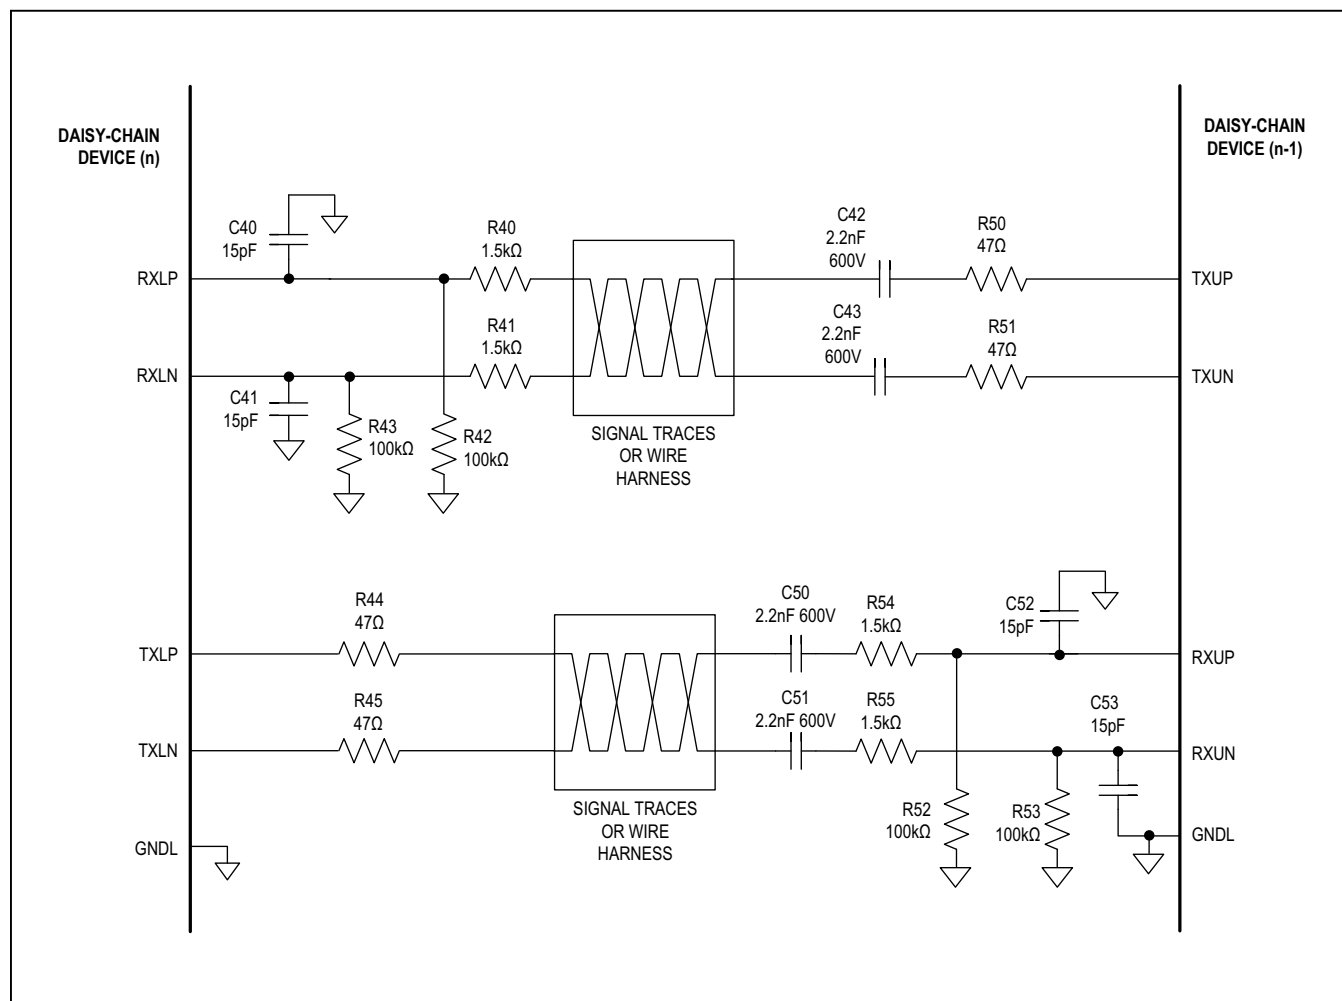 DAISY-CHAIN
DEVICE (n)
DAISY-CHAIN
DEVICE (n-1)
C40
15pF
R40
1.5kΩ
C42
2.2nF
600V
R50
47Ω
RXLP
TXUP
R41
1.5kΩ
C43
2.2nF
600V
R51
47Ω
RXLN
TXUN
C41
15pF
R43
100kΩ
R42
100kΩ
SIGNAL TRACES
OR WIRE
HARNESS
R44
47Ω
C50
2.2nF 600V
R54
1.5kΩ
C52
15pF
TXLP
RXUP
R45
47Ω
C51
2.2nF 600V
R55
1.5kΩ
C53
15pF
TXLN
RXUN
SIGNAL TRACES
OR WIRE
HARNESS
R52
100kΩ
R53
100kΩ
GNDL
GNDL